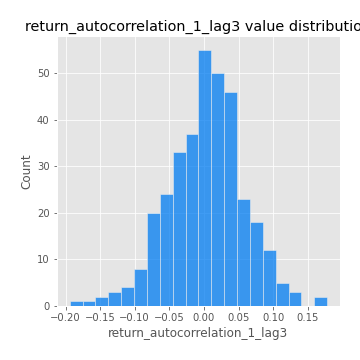 return_autocorrelation_1_lag3 value distributio
50
40
30
20
10
0
Count
−0.20 −0.15 −0.10 −0.05 0.00 0.05 0.10 0.15
return_autocorrelation_1_lag3